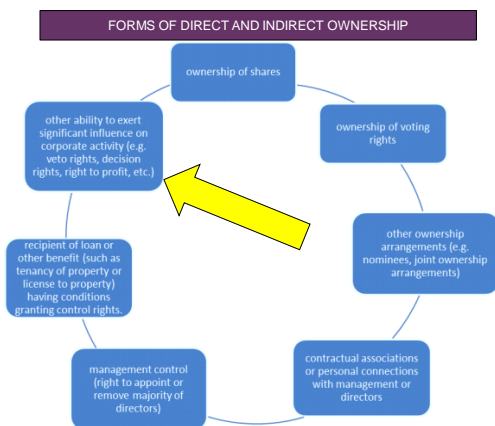 FORMS OF DIRECT AND INDIRECT OWNERSHIP
ownership of shares
ownership of voting
rights
other ownership
arrangements (e.g.
nominees, joint ownership
arrangements)
contractual associations
or personal connections
with management or
directors
management control
(right to appoint or
remove majority of
directors)
recipient of loan or
other benefit (such as
tenancy of property or
license to property)
having conditions
granting control rights.
other ability to exert
significant influence on
corporate activity (e.g.
veto rights, decision
rights, right to profit, etc.)